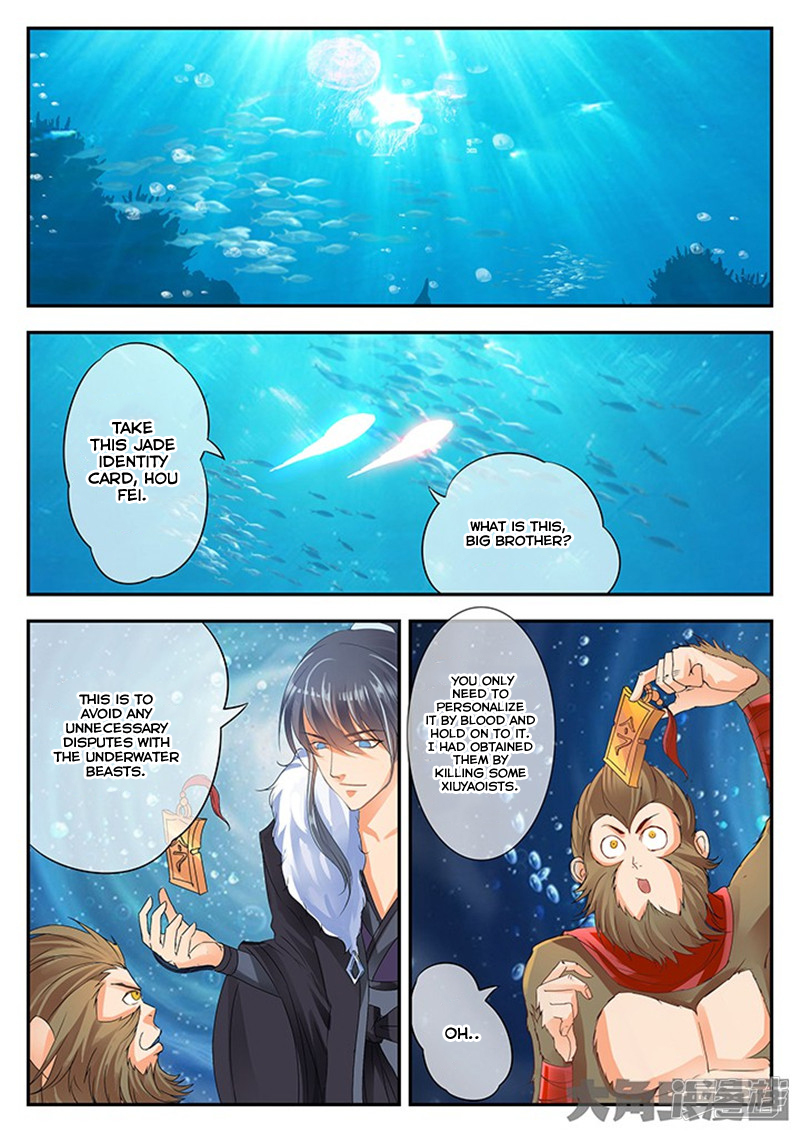 TAKE
THIS JADE
IDENTITY
CARD, HOU
FEI.
WHAT IS THIS,
BIG BROTHER?
THIS IS TO
AVOID ANY
UNNECESSARY
DISPUTES WITH
THE UNDERWATER
BEASTS.
YOU ONLY
NEED TO
PERSONALIZE
IT BY BLOOD AND
HOLD ON TO IT.
I HAD OBTAINED
THEM BY
KILLING SOME
XIUYAOISTS.
OH..